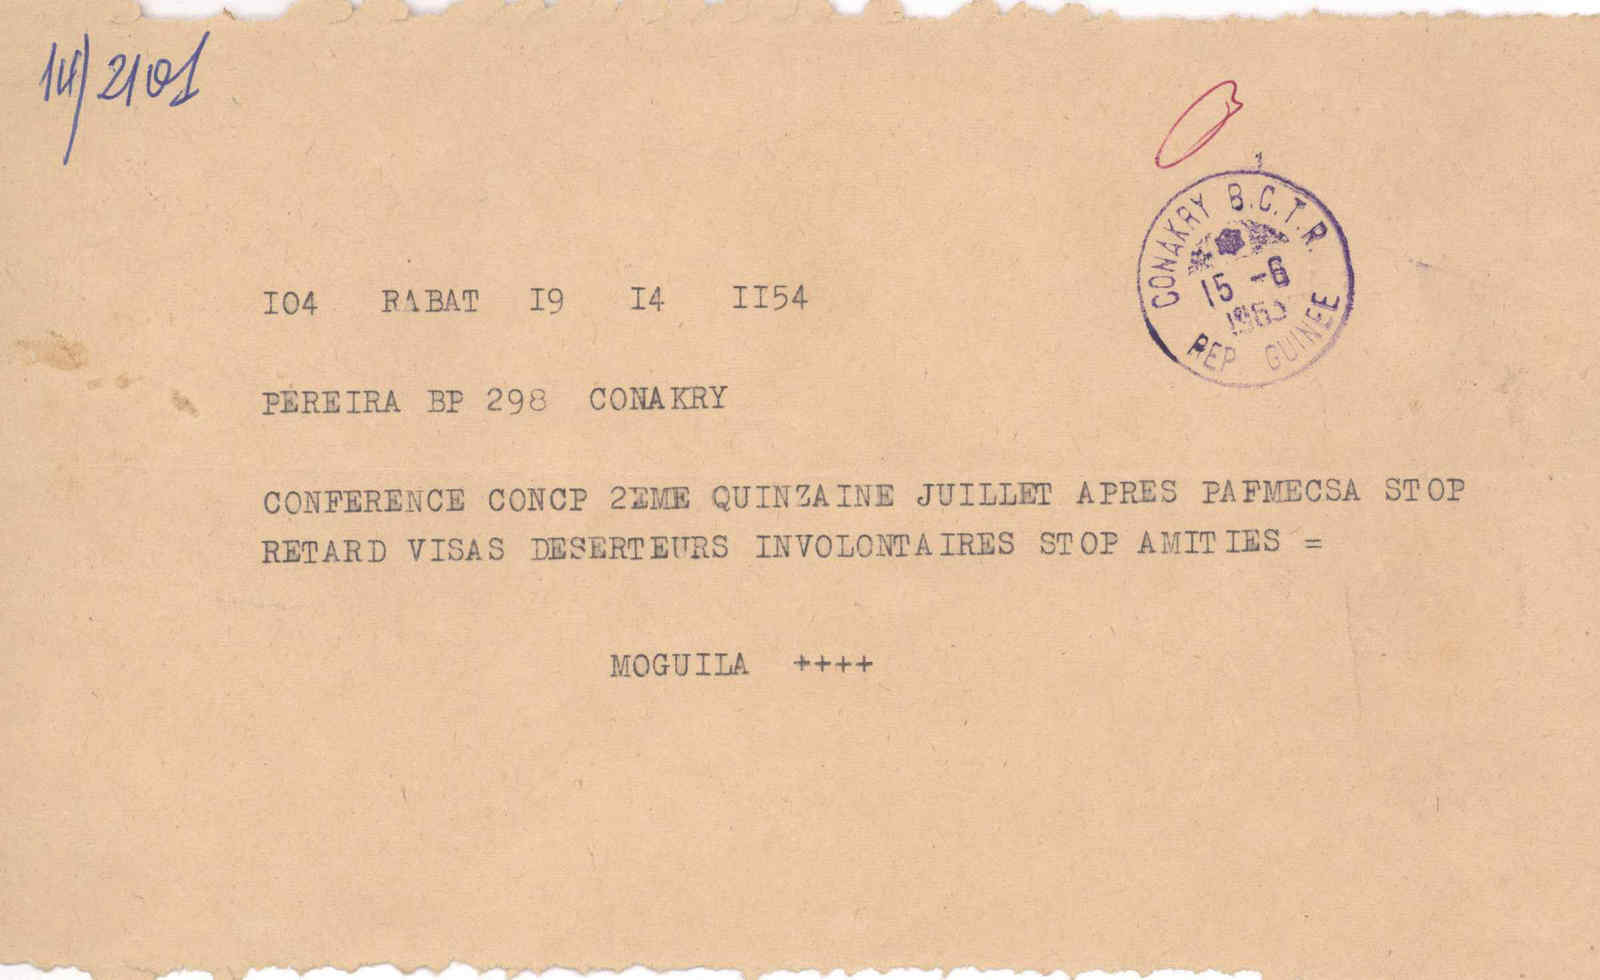 14/2101
CONAKRY B.C.T.R.
15 -6
REP GUINEE
I04 RABAT I9 I4 II54
PEREIRA BP 298 CONAKRY
CONFERENCE CONCP 2EME QUINZAINE JUILLET APRES PAFMECSA STOP
RETARD VISAS DESERTEURS INVOLONTAIRES STOP AMITIES =
MOGUILA ++++